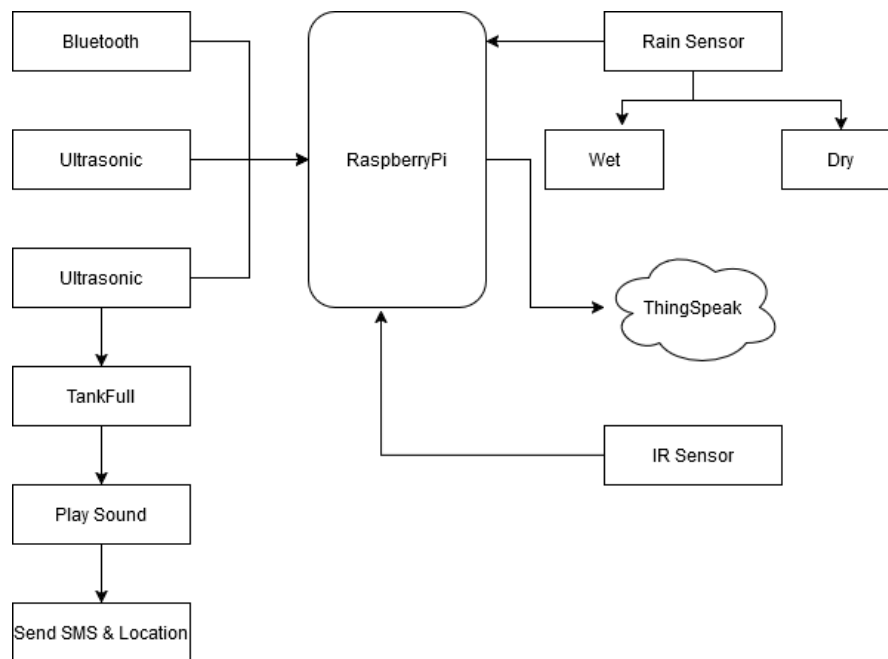 Bluetooth
Rain Sensor
Ultrasonic
RaspberryPi
Wet
Dry
Ultrasonic
ThingSpeak
TankFull
IR Sensor
Play Sound
Send SMS & Location